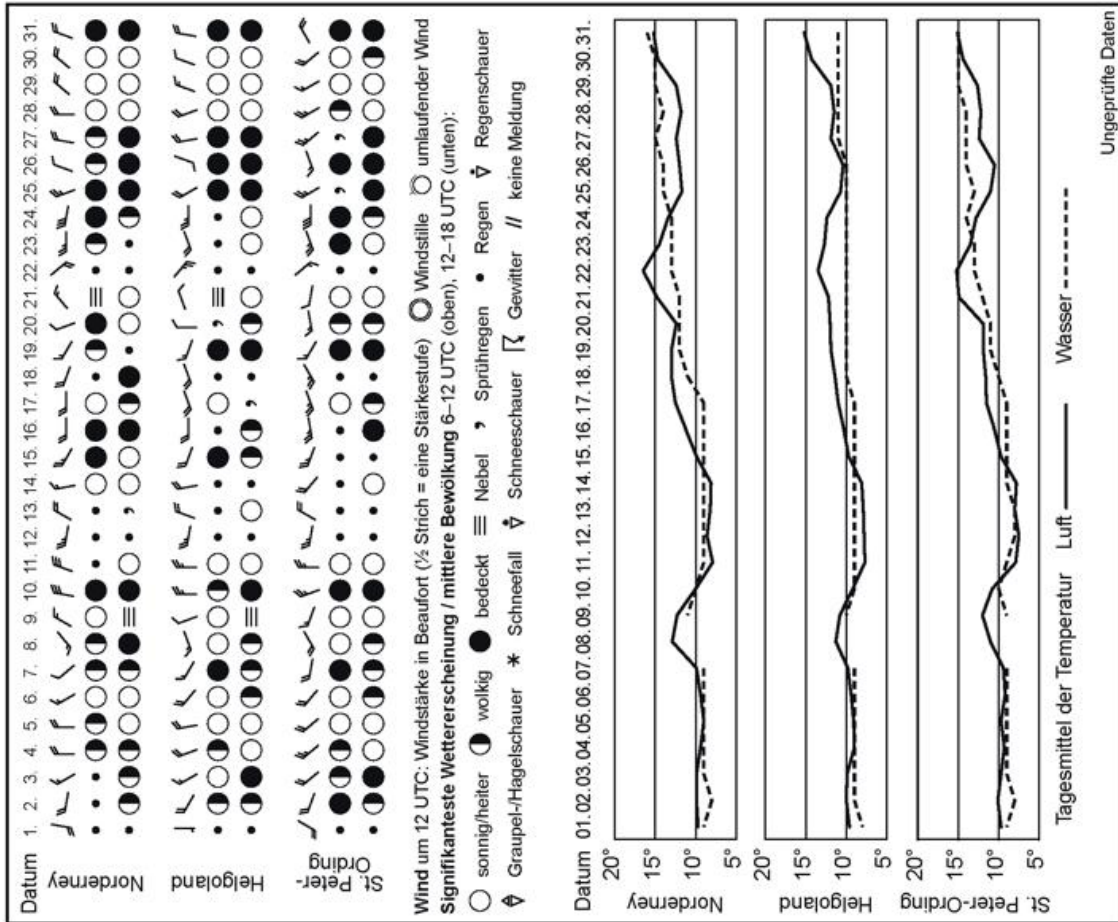 Datum 1. 2. 3. 4. 5. 6. 7. 8. 9. 10. 11. 12. 13. 14. 15. 16. 17. 18. 19. 20. 21. 22. 23. 24. 25. 26. 27. 28. 29. 30. 31.
Norderney
Helgoland
St. Peter-
Ording
Wind um 12 UTC: Windstärke in Beaufort (½ Strich = eine Stärkestufe) Windstille umlaufender Wind
Signifikanteste Wettererscheinung / mittlere Bewölkung 6–12 UTC (oben), 12–18 UTC (unten):
sonnig/heiter wolkig bedeckt Nebel Sprühregen Regen Regenschauer
Graupel-/Hagelschauer Schneefall Schneeschauer Gewitter keine Meldung
Datum 01. 02. 03. 04. 05. 06. 07. 08. 09. 10. 11. 12. 13. 14. 15. 16. 17. 18. 19. 20. 21. 22. 23. 24. 25. 26. 27. 28. 29. 30. 31.
Norderney
15°
10°
5°
Helgoland
15°
10°
5°
St. Peter-Ording
15°
10°
5°
Tagesmittel der Temperatur Luft Wasser
Ungeprüfte Daten